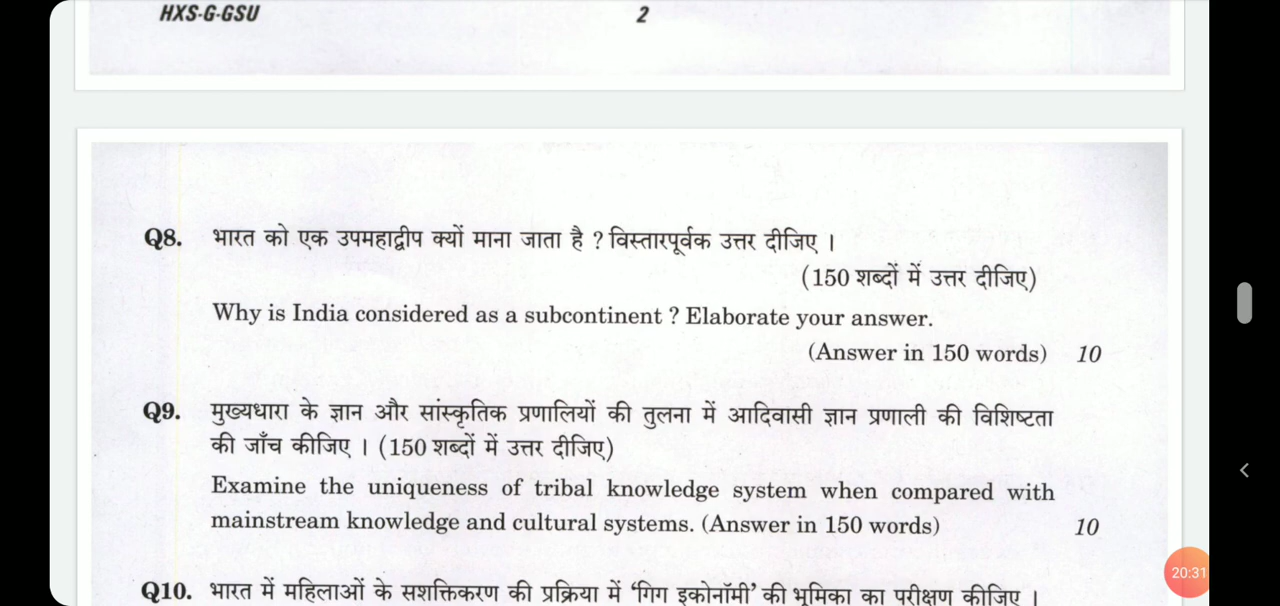 HXS-G-GSU 2
Q8. भारत को एक उपमहाद्वीप क्यों माना जाता है ? विस्तारपूर्वक उत्तर दीजिए ।
(150 शब्दों में उत्तर दीजिए)
Why is India considered as a subcontinent ? Elaborate your answer.
(Answer in 150 words) 10
Q9. मुख्यधारा के ज्ञान और सांस्कृतिक प्रणालियों की तुलना में आदिवासी ज्ञान प्रणाली की विशिष्टता
की जाँच कीजिए । (150 शब्दों में उत्तर दीजिए)
Examine the uniqueness of tribal knowledge system when compared with
mainstream knowledge and cultural systems. (Answer in 150 words) 10
20:31
Q10. भारत में महिलाओं के सशक्तिकरण की प्रक्रिया में ‘गिग इकोनॉमी’ की भूमिका का परीक्षण कीजिए ।